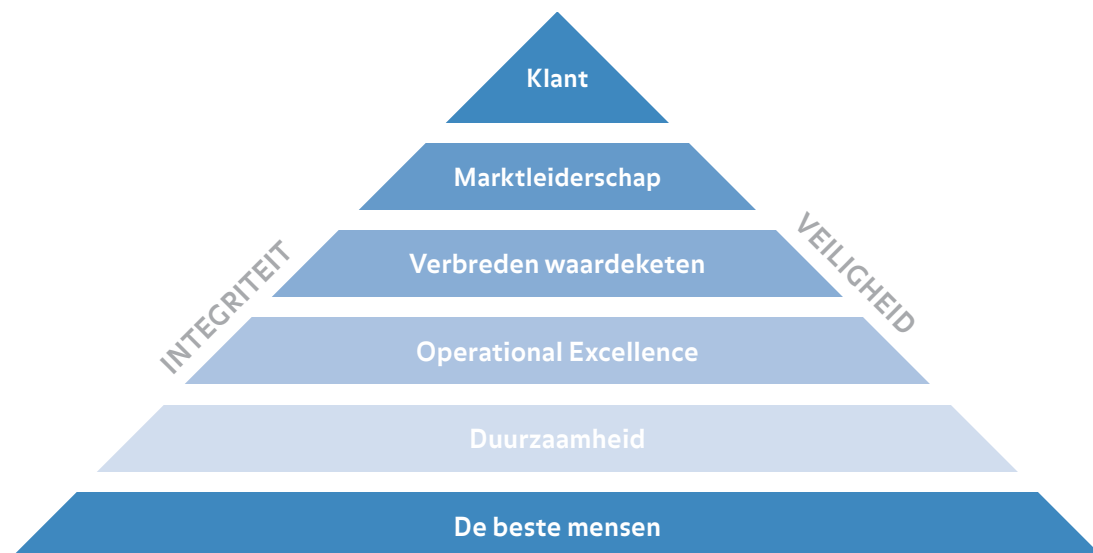 Klant
Marktleiderschap
INTEGRITEIT
VEILIGHEID
Verbreden waardeketen
Operational Excellence
Duurzaamheid
De beste mensen